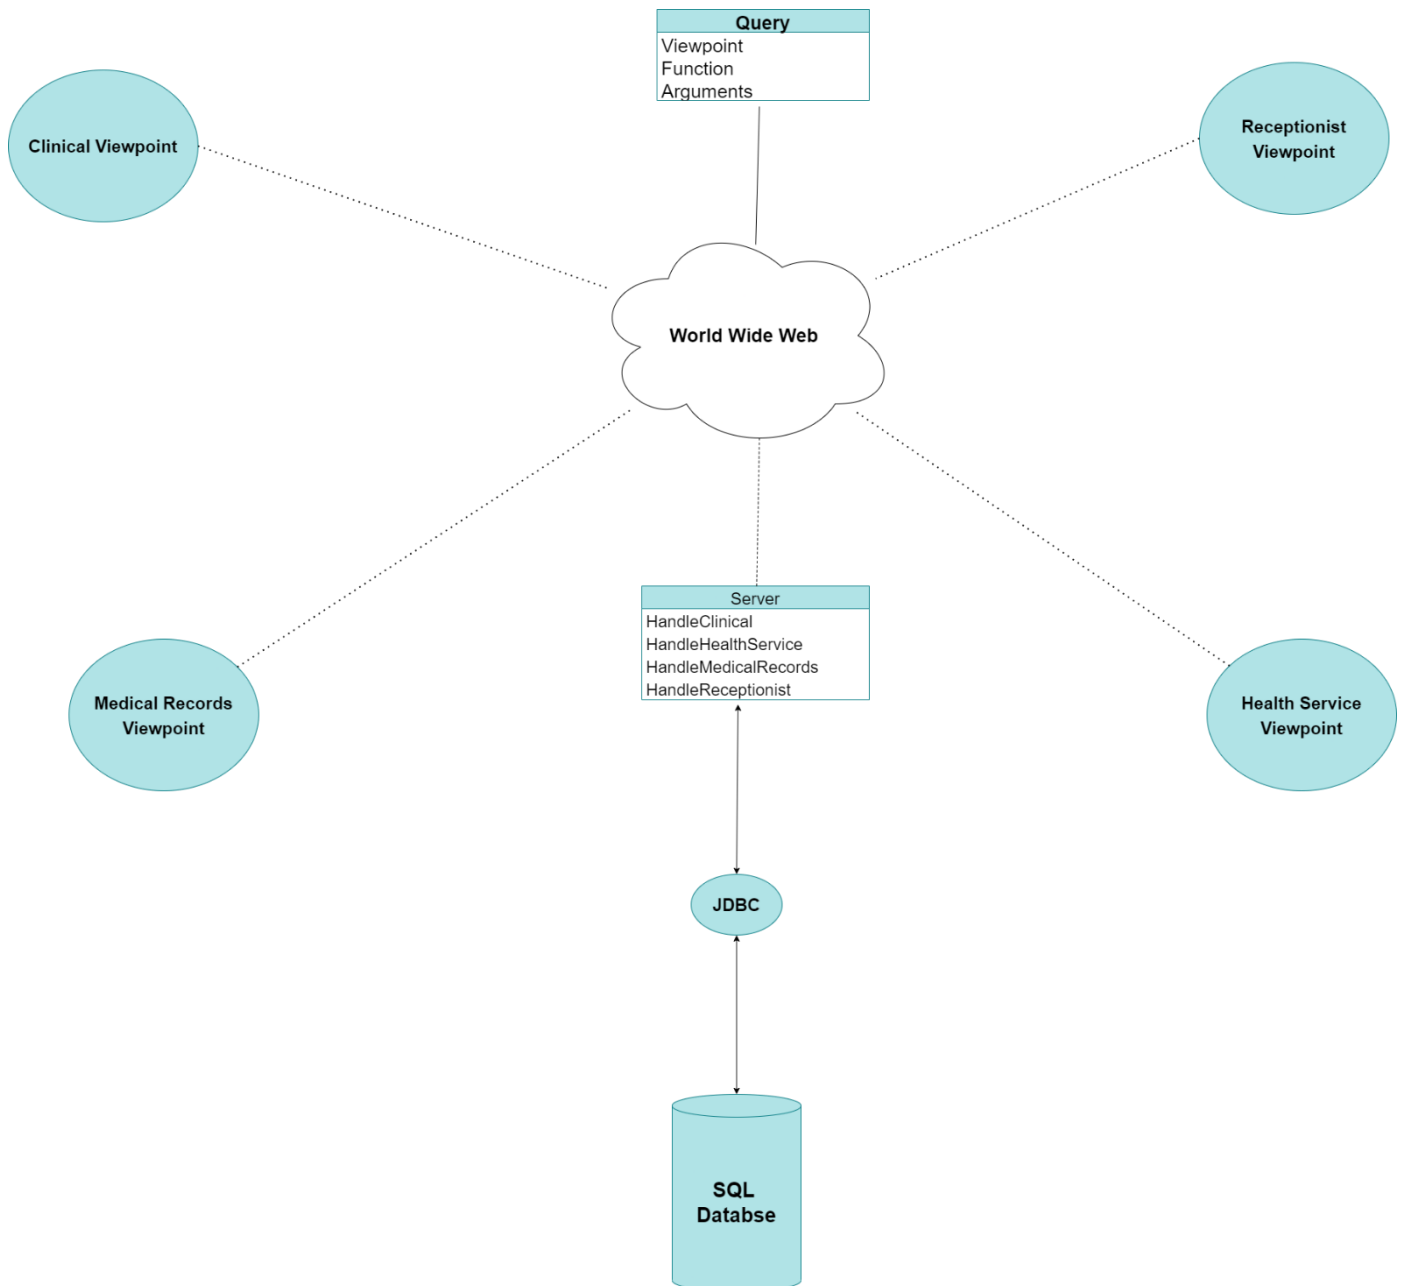 Query
Viewpoint
Function
Arguments
Clinical Viewpoint
Receptionist
Viewpoint
World Wide Web
Server
HandleClinical
HandleHealthService
HandleMedicalRecords
HandleReceptionist
Medical Records
Viewpoint
Health Service
Viewpoint
JDBC
SQL
Databse